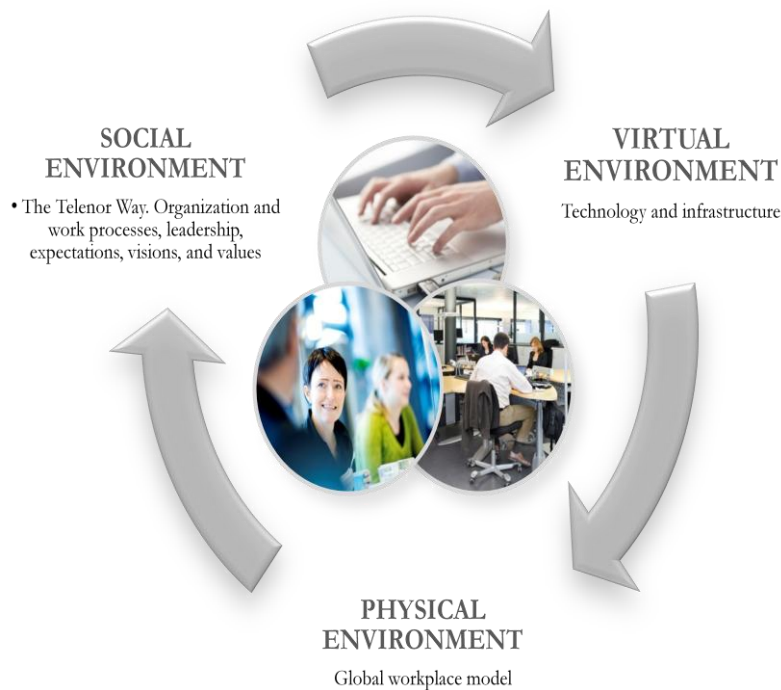 SOCIAL
ENVIRONMENT
• The Telenor Way. Organization and
work processes, leadership,
expectations, visions, and values
VIRTUAL
ENVIRONMENT
Technology and infrastructure
PHYSICAL
ENVIRONMENT
Global workplace model